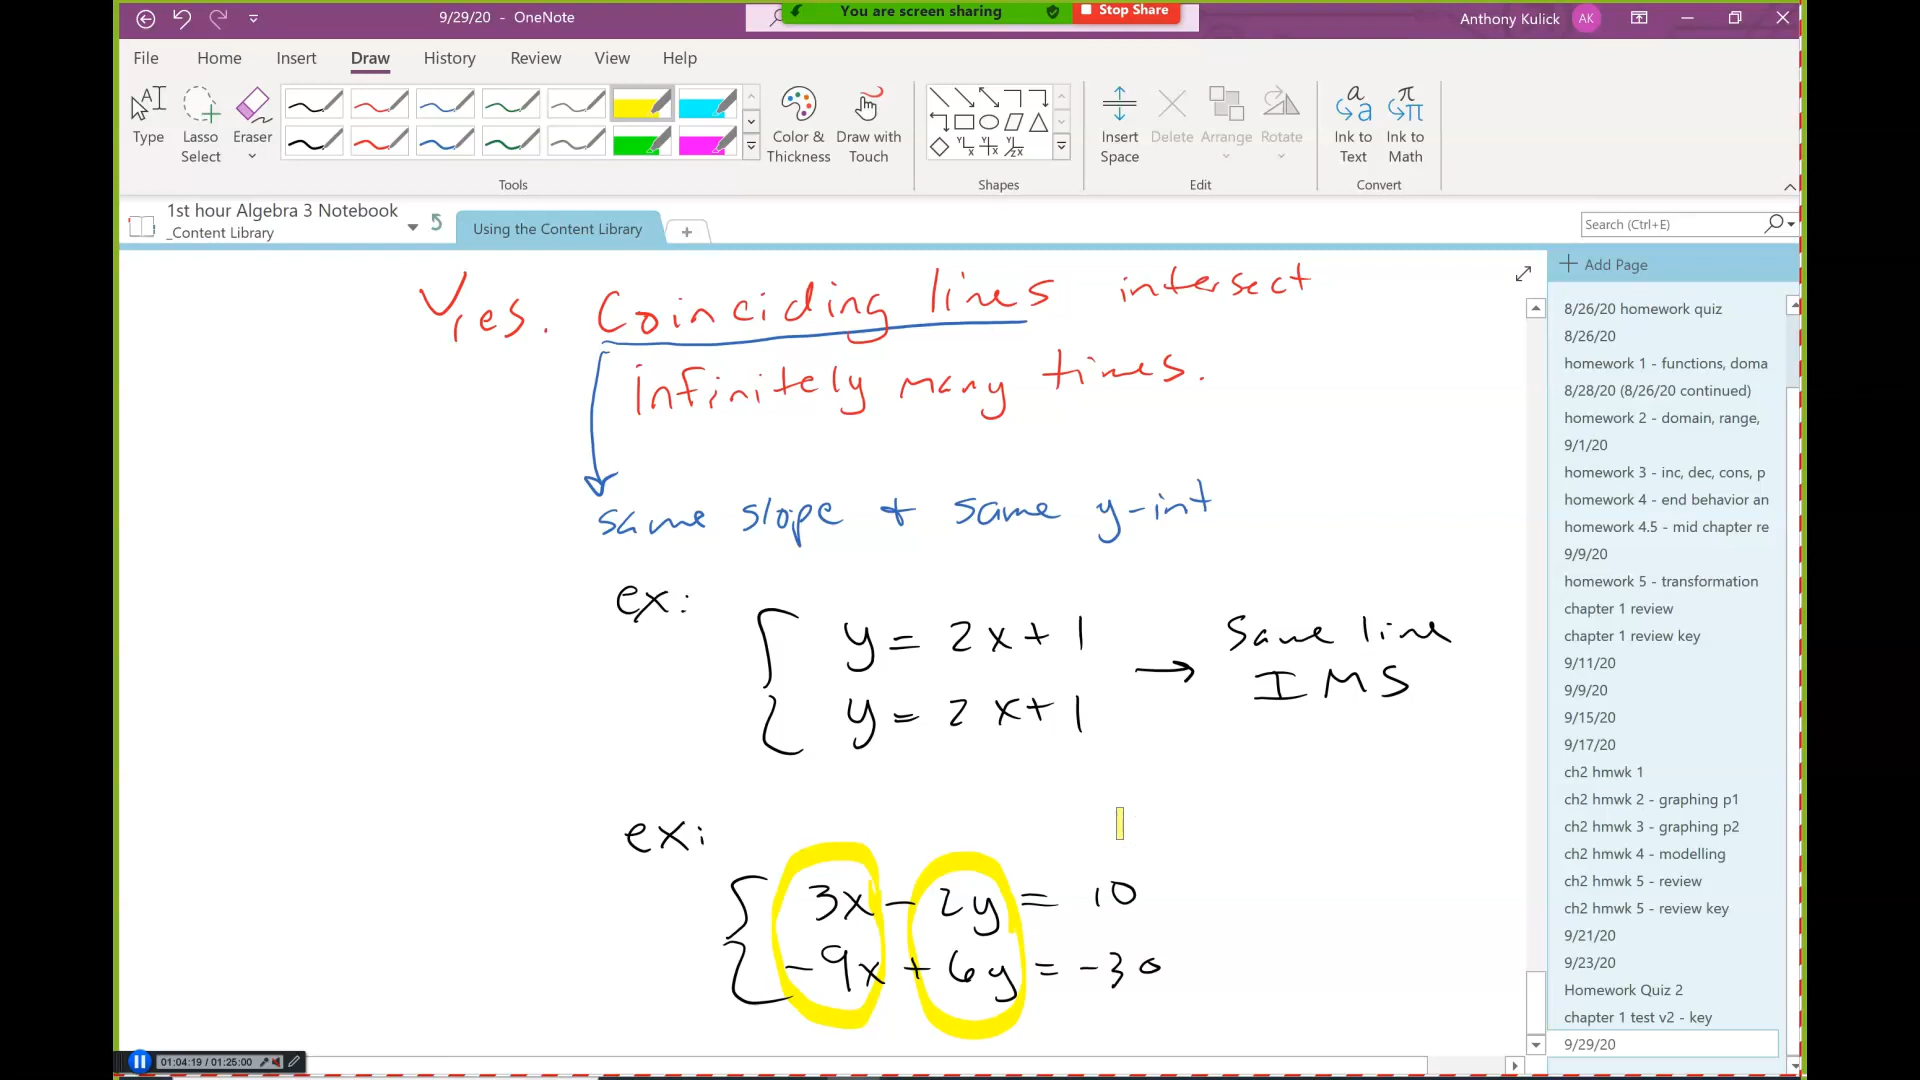 9/29/20 - OneNote
You are screen sharing
Stop Share
Anthony Kulick
AK
File Home Insert Draw History Review View Help
Type
Lasso Select
Eraser
Color & Thickness
Draw with Touch
Insert Space
Delete
Arrange
Rotate
Ink to Text
Ink to Math
Tools
Shapes
Edit
Convert
1st hour Algebra 3 Notebook
_Content Library
Using the Content Library
Search (Ctrl+E)
Yes. Coinciding lines intersect
infinitely many times.
same slope + same y-int
ex:
y = 2x + 1
y = 2x + 1
→ Same line
IMS
ex:
3x - 2y = 10
-9x + 6y = -30
Add Page
8/26/20 homework quiz
8/26/20
homework 1 - functions, doma
8/28/20 (8/26/20 continued)
homework 2 - domain, range,
9/1/20
homework 3 - inc, dec, cons, p
homework 4 - end behavior an
homework 4.5 - mid chapter re
9/9/20
homework 5 - transformation
chapter 1 review
chapter 1 review key
9/11/20
9/9/20
9/15/20
9/17/20
ch2 hmwk 1
ch2 hmwk 2 - graphing p1
ch2 hmwk 3 - graphing p2
ch2 hmwk 4 - modelling
ch2 hmwk 5 - review
ch2 hmwk 5 - review key
9/21/20
9/23/20
Homework Quiz 2
chapter 1 test v2 - key
9/29/20
01:04:19 / 01:25:00